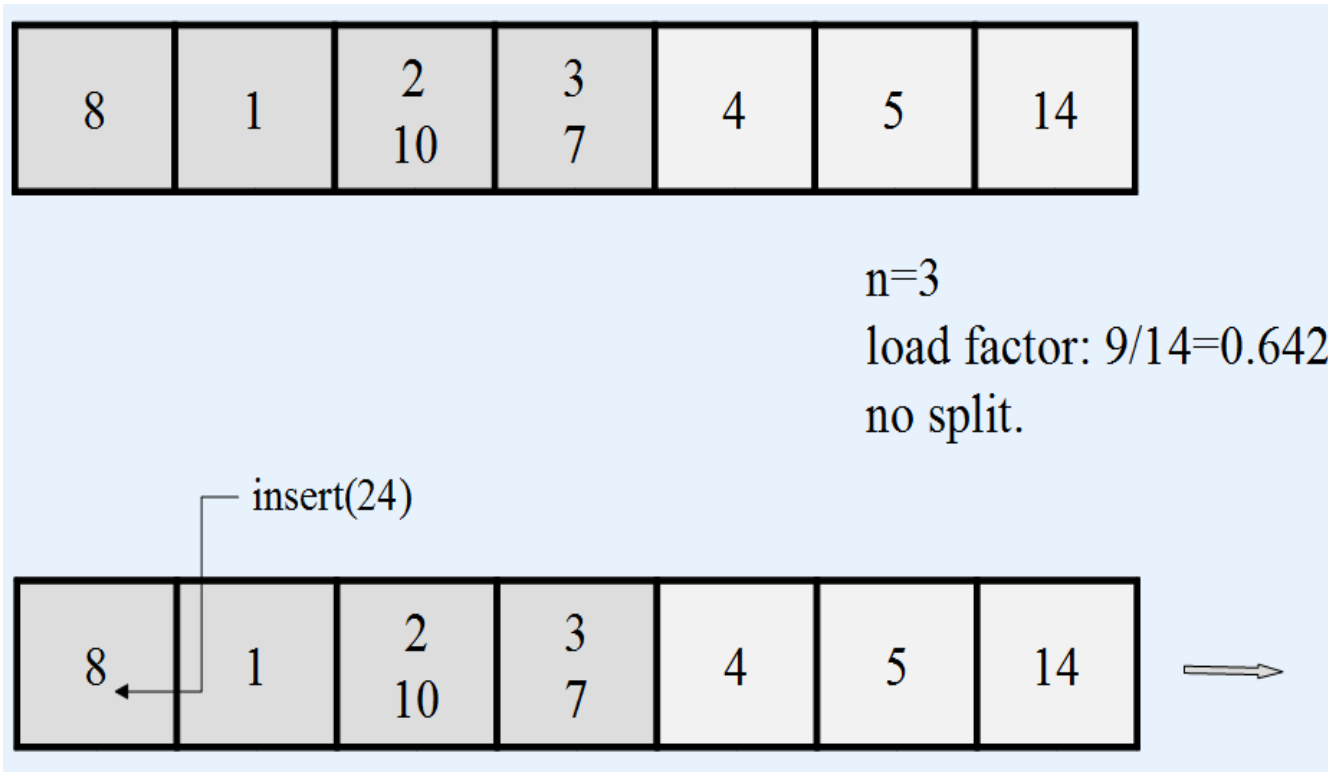 8 1 2 3 4 5 14
10 7
n=3
load factor: 9/14=0.642
no split.
insert(24)
8 1 2 3 4 5 14
10 7